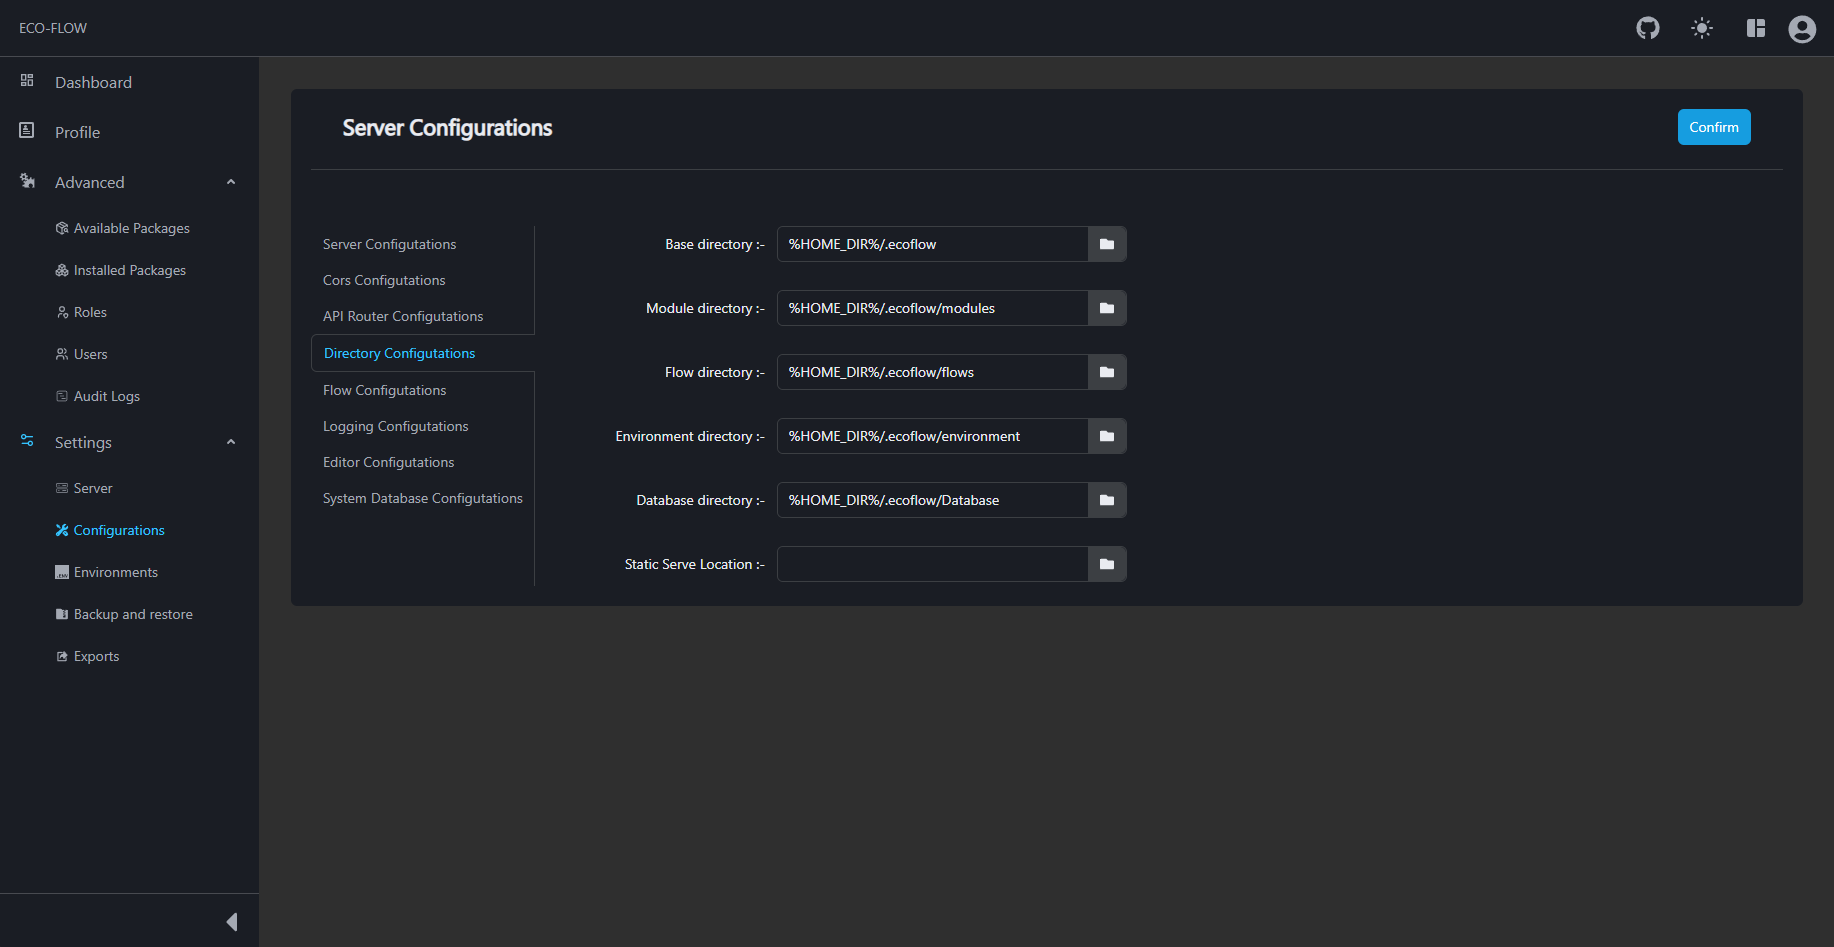 ECO-FLOW
Dashboard
Profile
Advanced
Available Packages
Installed Packages
Roles
Users
Audit Logs
Settings
Server
Configurations
.ENV Environments
Backup and restore
Exports
Server Configurations
Confirm
Server Configutations
Cors Configutations
API Router Configutations
Directory Configutations
Flow Configutations
Logging Configutations
Editor Configutations
System Database Configutations
Base directory :- %HOME_DIR%/.ecoflow
Module directory :- %HOME_DIR%/.ecoflow/modules
Flow directory :- %HOME_DIR%/.ecoflow/flows
Environment directory :- %HOME_DIR%/.ecoflow/environment
Database directory :- %HOME_DIR%/.ecoflow/Database
Static Serve Location :-